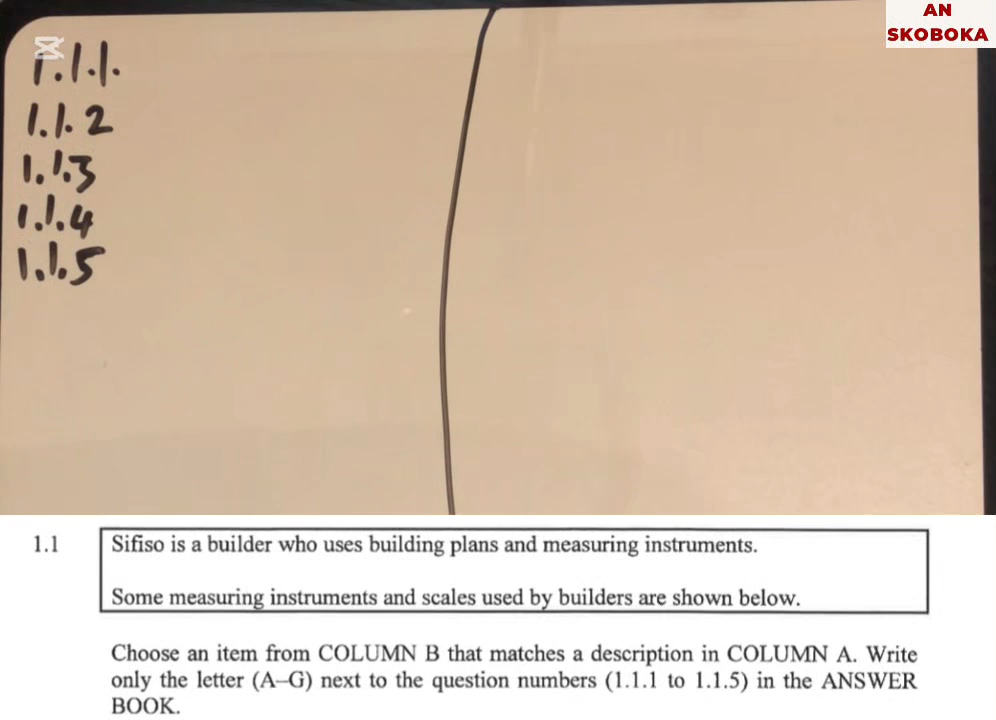 AN
SKOBOKA
1.1.1.
1.1.2
1.1.3
1.1.4
1.1.5
1.1 Sifiso is a builder who uses building plans and measuring instruments.
Some measuring instruments and scales used by builders are shown below.
Choose an item from COLUMN B that matches a description in COLUMN A. Write
only the letter (A–G) next to the question numbers (1.1.1 to 1.1.5) in the ANSWER
BOOK.